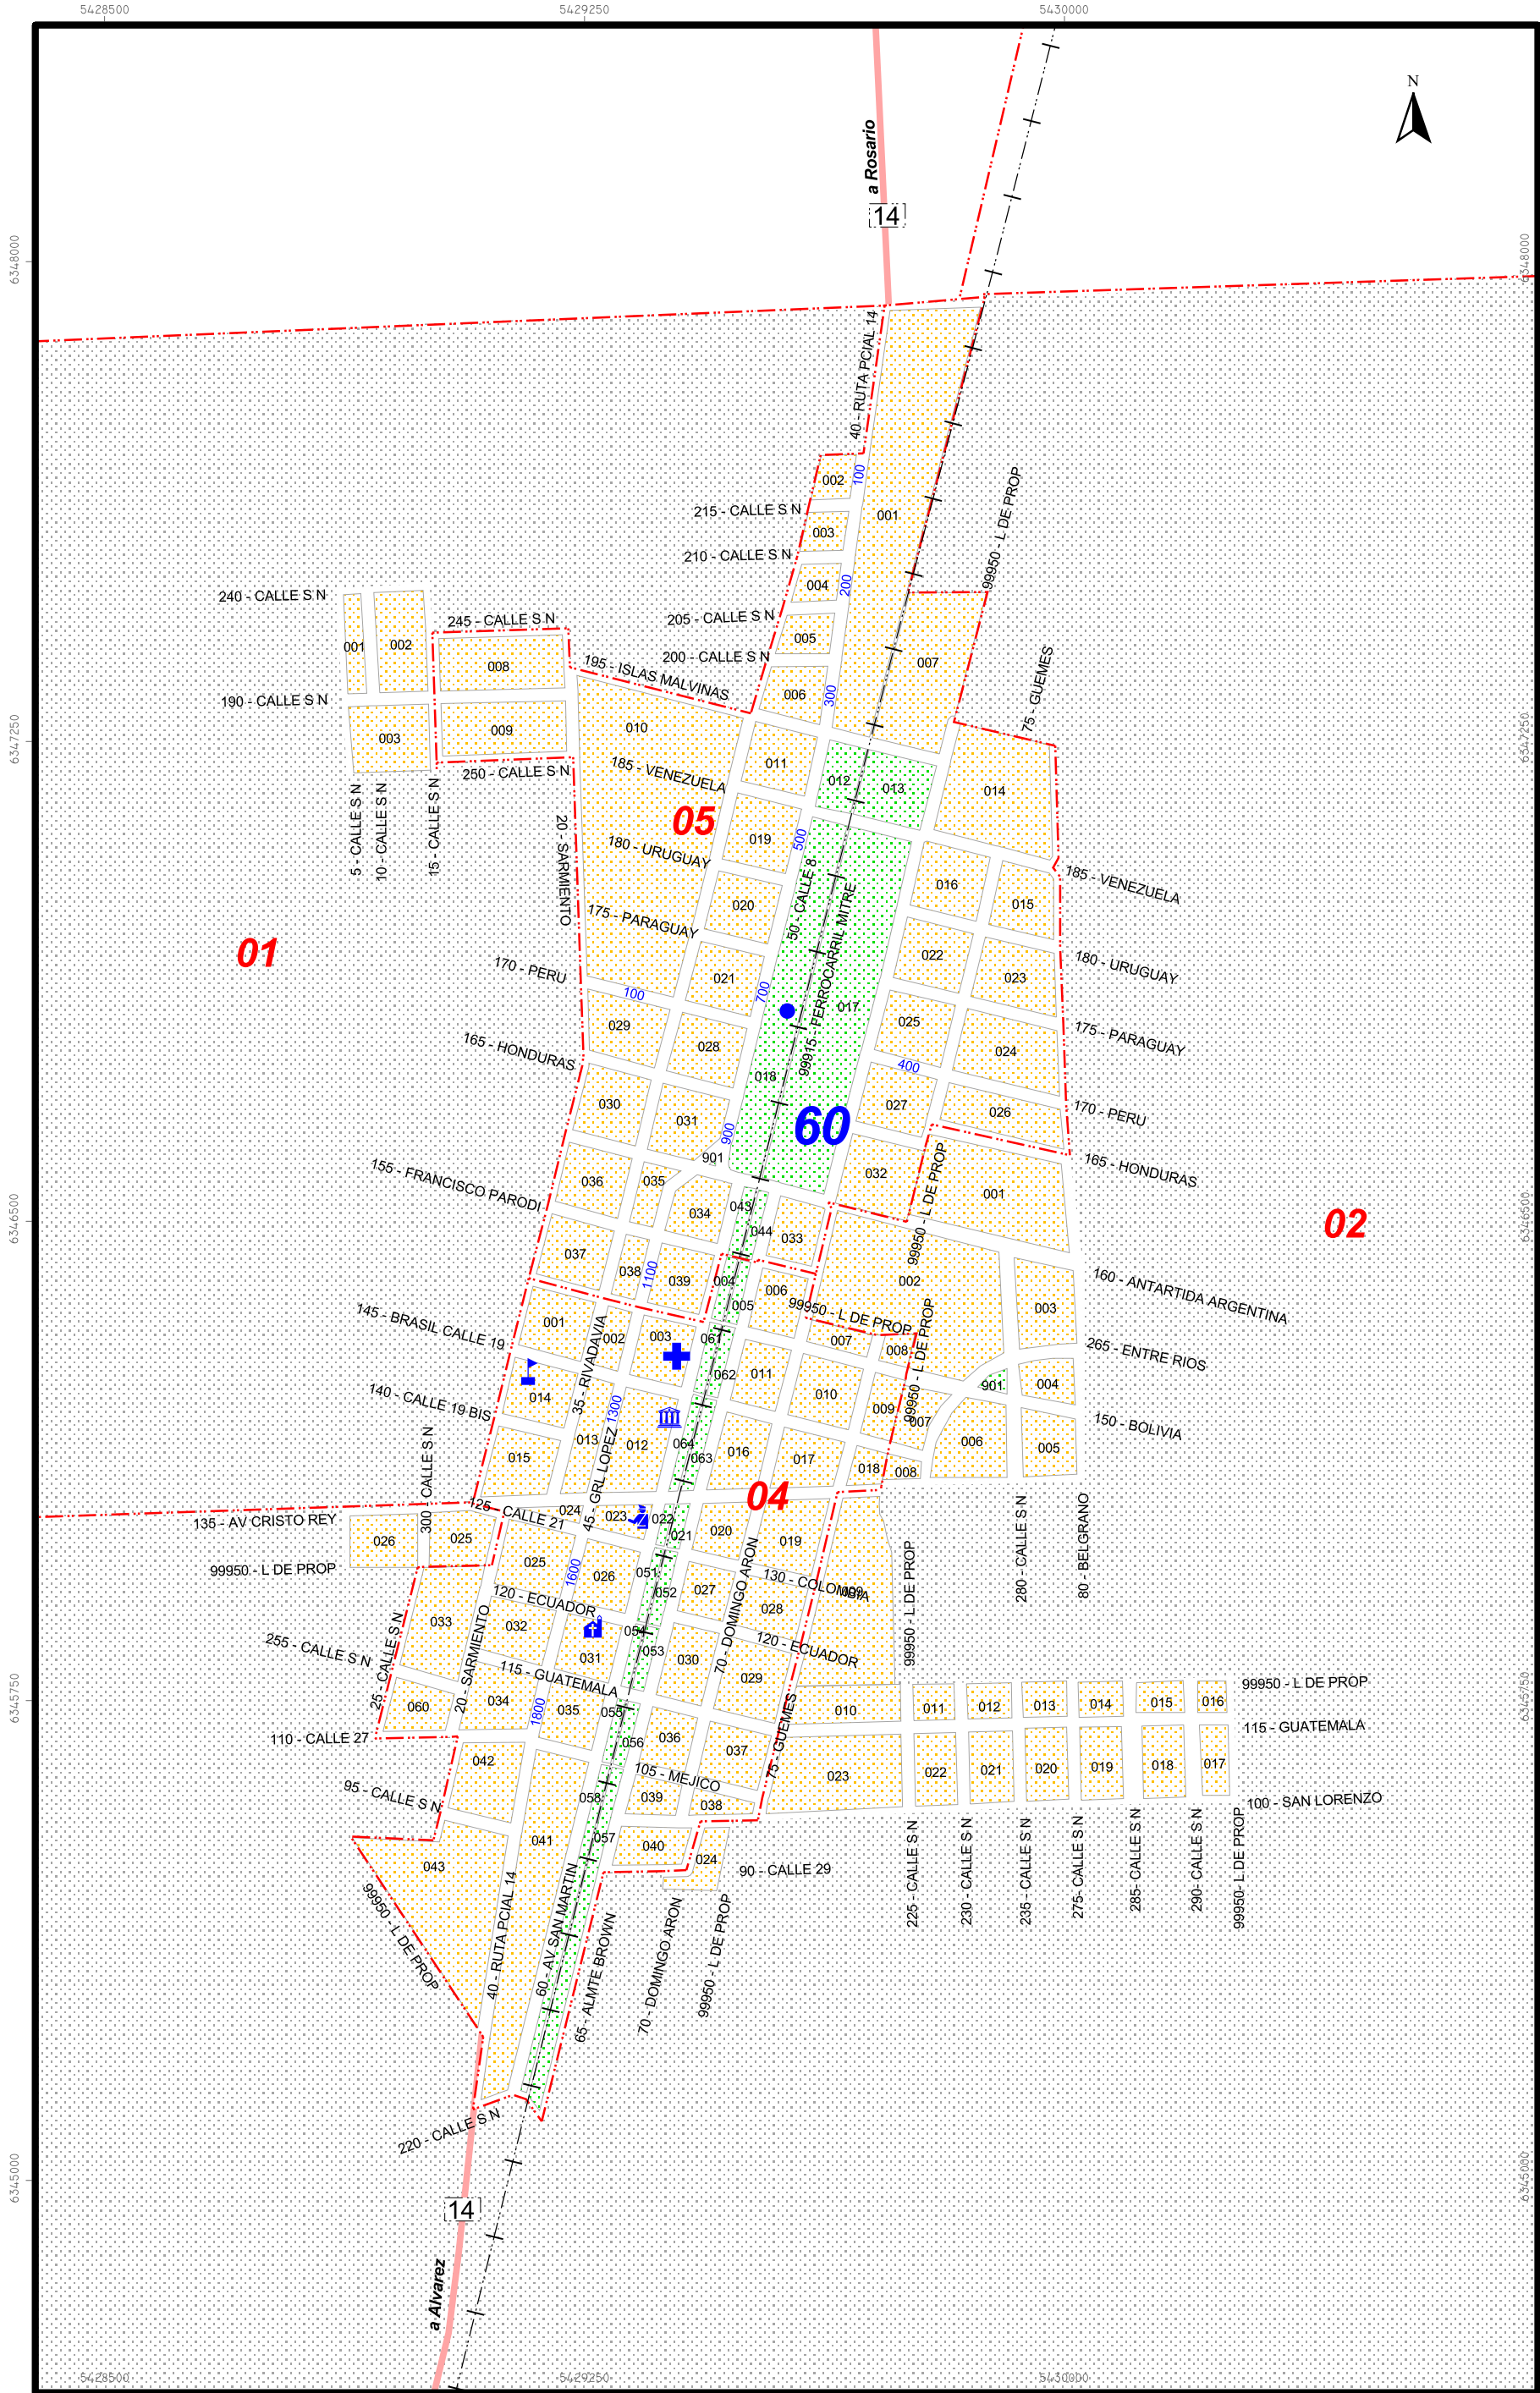 5428500
5429250
5430000
N
a Rosario
14
6348000
6348000
40 - RUTA PCIAL 14
002
100
215 - CALLE S N
001
003
210 - CALLE S N
99950 - L DE PROP
004
200
240 - CALLE S N
205 - CALLE S N
245 - CALLE S N
005
001
002
200 - CALLE S N
008
195 - ISLAS MALVINAS
007
75 - GUEMES
190 - CALLE S N
006
300
003
009
010
6347250
6347250
250 - CALLE S N
185 - VENEZUELA
011
012
013
014
5 - CALLE S N
10 - CALLE S N
15 - CALLE S N
20 - SARMIENTO
05
180 - URUGUAY
019
500
016
185 - VENEZUELA
175 - PARAGUAY
020
50 - CALLE 8
015
01
99915 - FERROCARRIL MITRE
022
180 - URUGUAY
170 - PERU
100
021
700
023
017
029
025
175 - PARAGUAY
165 - HONDURAS
028
024
018
400
030
031
60
027
026
170 - PERU
900
901
155 - FRANCISCO PARODI
036
035
032
99950 - L DE PROP
165 - HONDURAS
034
043
001
6346500
6346500
02
037
044
033
038
1100
039
004
005
006
002
160 - ANTARTIDA ARGENTINA
99950 - L DE PROP
003
145 - BRASIL CALLE 19
001
002
003
061
007
008
99950 - L DE PROP
265 - ENTRE RIOS
35 - RIVADAVIA
062
011
901
004
140 - CALLE 19 BIS
014
1300
010
009
007
150 - BOLIVIA
013
012
064
063
016
017
006
005
300 - CALLE S N
015
45 - GRL LOPEZ
018
008
04
135 - AV CRISTO REY
125 - CALLE 21
024
023
022
021
020
019
280 - CALLE S N
80 - BELGRANO
026
025
99950 - L DE PROP
025
1600
026
051
052
027
130 - COLOMBIA
009
99950 - L DE PROP
120 - ECUADOR
70 - DOMINGO ARON
028
033
032
054
053
120 - ECUADOR
255 - CALLE S N
25 - CALLE S N
20 - SARMIENTO
031
030
115 - GUATEMALA
029
060
034
1800
035
055
75 - GUEMES
010
011
012
013
014
015
016
99950 - L DE PROP
6345750
6345750
110 - CALLE 27
056
036
037
115 - GUATEMALA
042
105 - MEJICO
023
022
021
020
019
018
017
95 - CALLE S N
058
039
038
100 - SAN LORENZO
041
057
040
024
90 - CALLE 29
043
225 - CALLE S N
230 - CALLE S N
235 - CALLE S N
275- CALLE S N
285- CALLE S N
290- CALLE S N
99950- L DE PROP
99950 - L DE PROP
40 - RUTA PCIAL 14
60 - AV SAN MARTIN
65 - ALMTE BROWN
70 - DOMINGO ARON
99950 - L DE PROP
220 - CALLE S N
6345000
6345000
14
a Alvarez
5428500
5429250
5430000